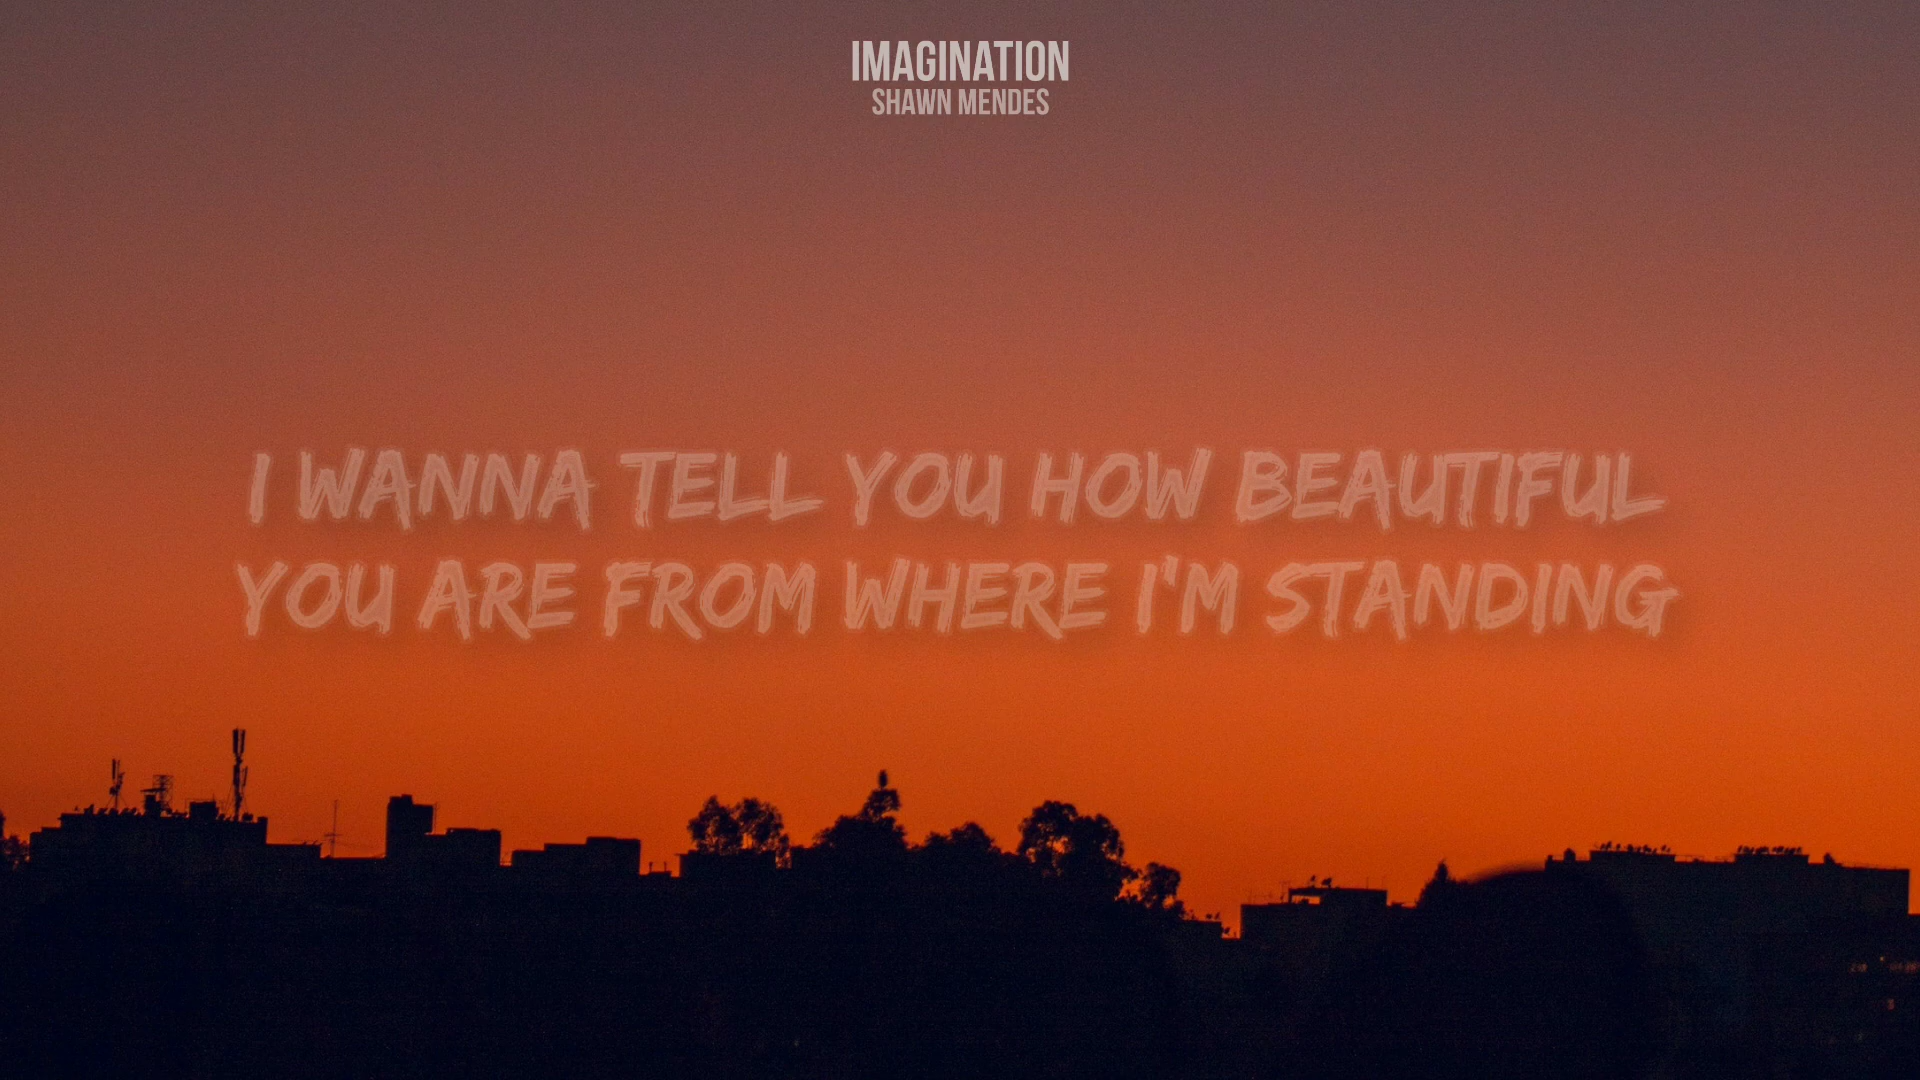 IMAGINATION
SHAWN MENDES
I WANNA TELL YOU HOW BEAUTIFUL
YOU ARE FROM WHERE I'M STANDING